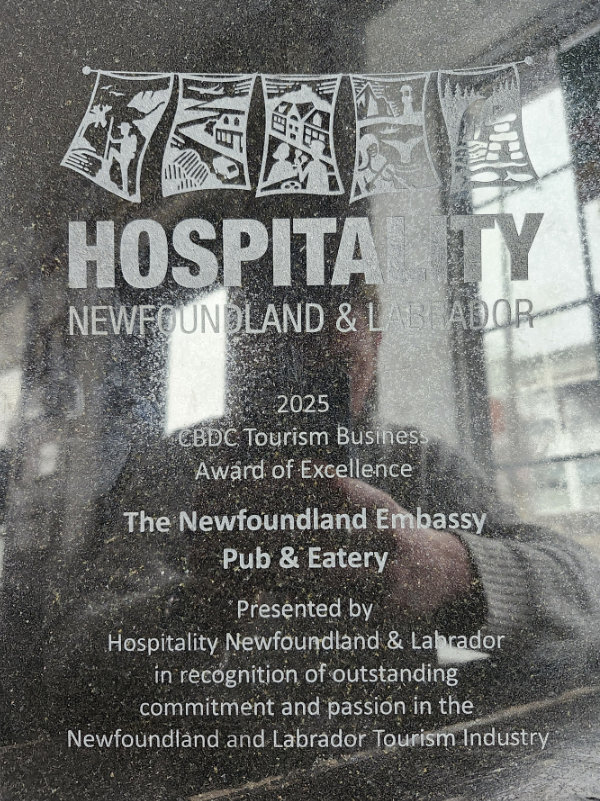 HOSPITALITY
NEWFOUNDLAND & LABRADOR
2025
CBDC Tourism Business
Award of Excellence
The Newfoundland Embassy
Pub & Eatery
Presented by
Hospitality Newfoundland & Labrador
in recognition of outstanding
commitment and passion in the
Newfoundland and Labrador Tourism Industry